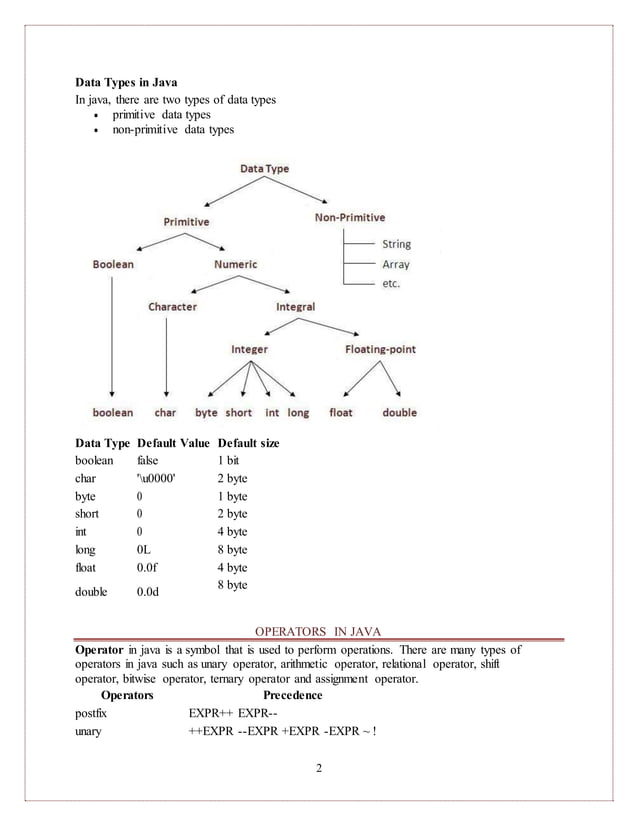 Data Types in Java
In java, there are two types of data types
• primitive data types
• non-primitive data types
Data Type
Primitive
Non-Primitive
String
Array
etc.
Boolean
Numeric
Character
Integral
Integer
Floating-point
boolean char byte short int long float double
Data Type Default Value Default size
boolean false 1 bit
char '\u0000' 2 byte
byte 0 1 byte
short 0 2 byte
int 0 4 byte
long 0L 8 byte
float 0.0f 4 byte
double 0.0d 8 byte
OPERATORS IN JAVA
Operator in java is a symbol that is used to perform operations. There are many types of
operators in java such as unary operator, arithmetic operator, relational operator, shift
operator, bitwise operator, ternary operator and assignment operator.
Operators Precedence
postfix EXPR++ EXPR--
unary ++EXPR --EXPR +EXPR -EXPR ~ !
2